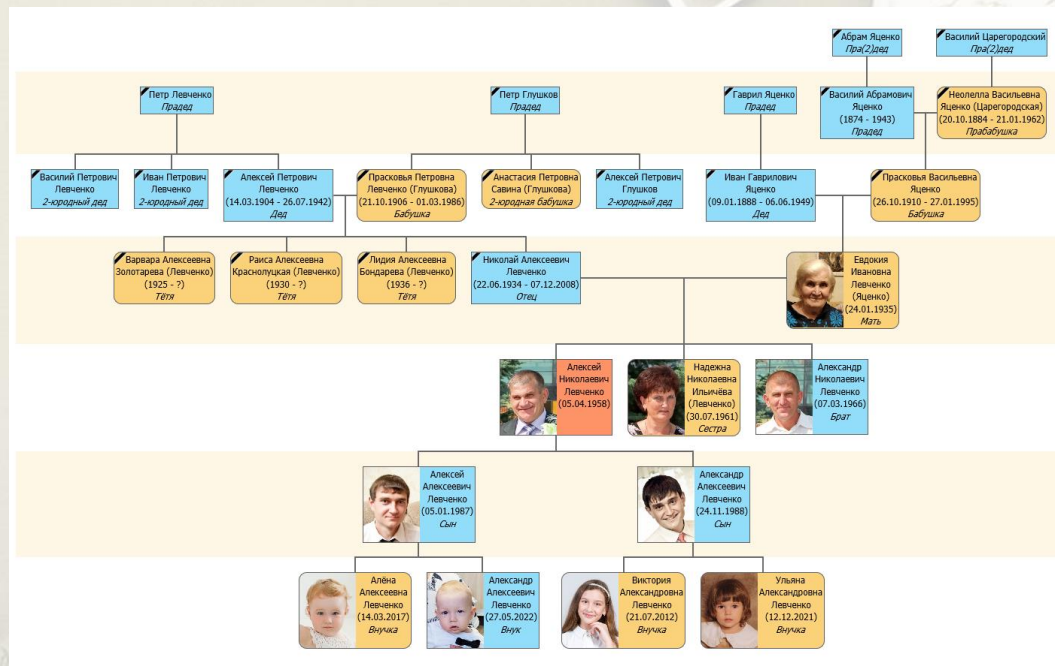 Абрам Яценко
Пра(2)дед
Василий Царегородский
Пра(2)дед
Петр Левченко
Прадед
Петр Глушков
Прадед
Гаврил Яценко
Прадед
Василий Абрамович
Яценко
(1874 - 1943)
Прадед
Неолелла Васильевна
Яценко (Царегородская)
(20.10.1884 - 21.01.1962)
Прабабушка
Василий Петрович
Левченко
2-юродный дед
Иван Петрович
Левченко
2-юродный дед
Алексей Петрович
Левченко
(14.03.1904 - 26.07.1942)
Дед
Прасковья Петровна
Левченко (Глушкова)
(21.10.1906 - 01.03.1986)
Бабушка
Анастасия Петровна
Савина (Глушкова)
2-юродная бабушка
Алексей Петрович
Глушков
2-юродный дед
Иван Гаврилович
Яценко
(09.01.1888 - 06.06.1949)
Дед
Прасковья Васильевна
Яценко
(26.10.1910 - 27.01.1995)
Бабушка
Варвара Алексеевна
Золотарева (Левченко)
(1925 - ?)
Тётя
Раиса Алексеевна
Краснолуцкая (Левченко)
(1930 - ?)
Тётя
Лидия Алексеевна
Бондарева (Левченко)
(1936 - ?)
Тётя
Николай Алексеевич
Левченко
(22.06.1934 - 07.12.2008)
Отец
Евдокия
Ивановна
Левченко
(Яценко)
(24.01.1935)
Мать
Алексей
Николаевич
Левченко
(05.04.1958)
Надежна
Николаевна
Ильичёва
(Левченко)
(30.07.1961)
Сестра
Александр
Николаевич
Левченко
(07.03.1966)
Брат
Алексей
Алексеевич
Левченко
(05.01.1987)
Сын
Александр
Алексеевич
Левченко
(24.11.1988)
Сын
Алёна
Алексеевна
Левченко
(14.03.2017)
Внучка
Александр
Алексеевич
Левченко
(27.05.2022)
Внук
Виктория
Александровна
Левченко
(21.07.2012)
Внучка
Ульяна
Александровна
Левченко
(12.12.2021)
Внучка